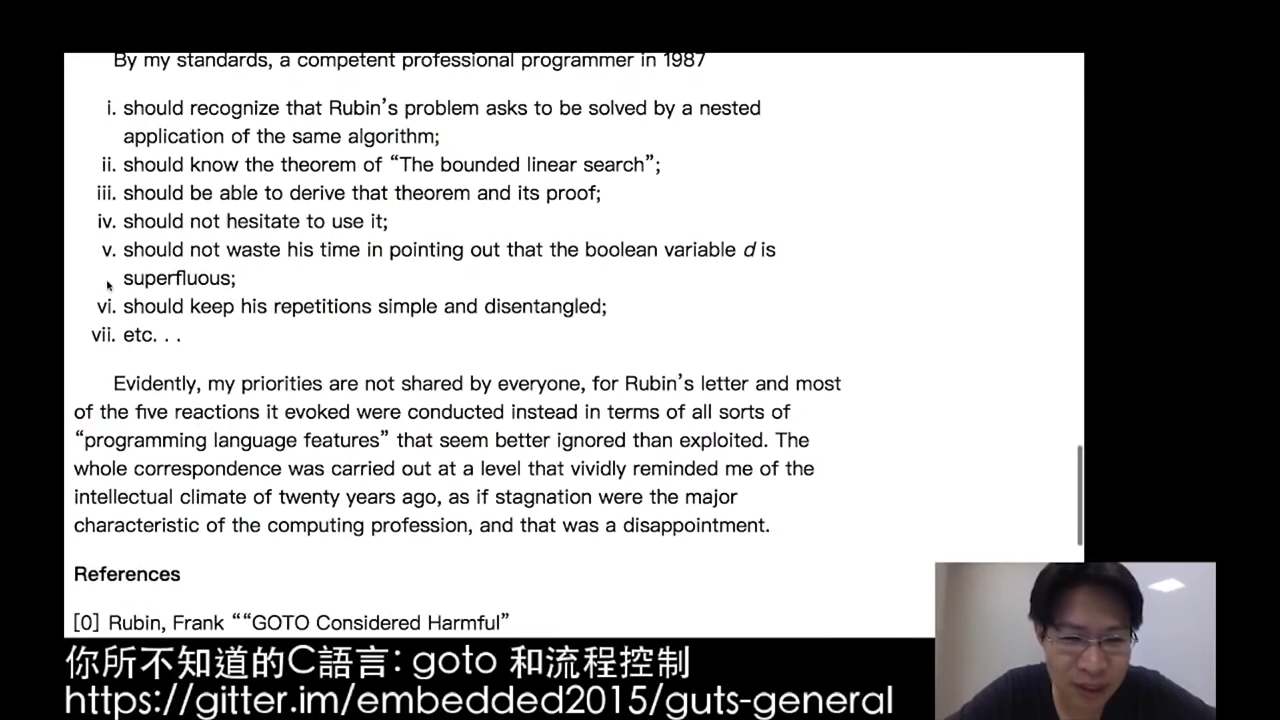 By my standards, a competent professional programmer in 1987
i. should recognize that Rubin's problem asks to be solved by a nested
application of the same algorithm;
ii. should know the theorem of “The bounded linear search”;
iii. should be able to derive that theorem and its proof;
iv. should not hesitate to use it;
v. should not waste his time in pointing out that the boolean variable d is
superfluous;
vi. should keep his repetitions simple and disentangled;
vii. etc. . .
Evidently, my priorities are not shared by everyone, for Rubin's letter and most
of the five reactions it evoked were conducted instead in terms of all sorts of
“programming language features” that seem better ignored than exploited. The
whole correspondence was carried out at a level that vividly reminded me of the
intellectual climate of twenty years ago, as if stagnation were the major
characteristic of the computing profession, and that was a disappointment.
References
[0] Rubin, Frank ““GOTO Considered Harmful”
你所不知道的C語言: goto 和流程控制
https://gitter.im/embedded2015/guts-general